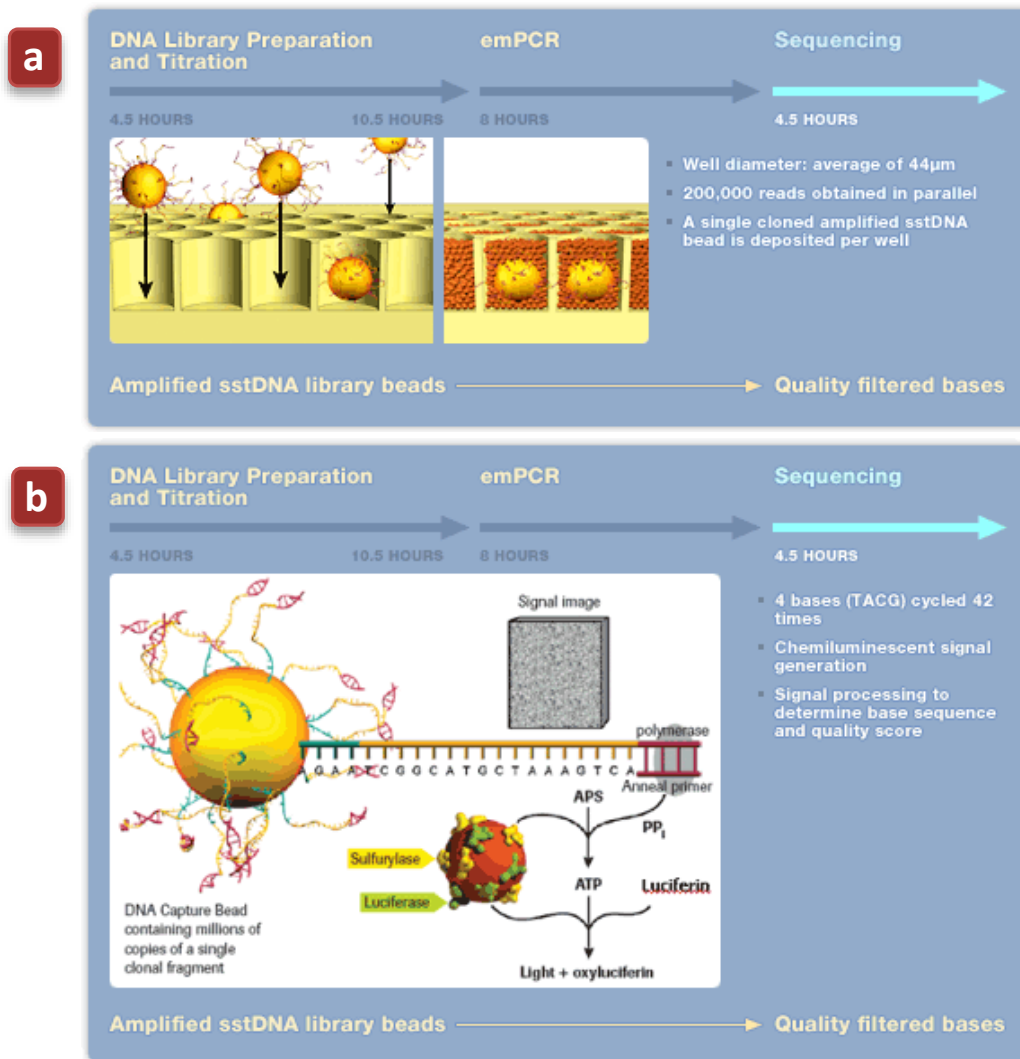 a
DNA Library Preparation
and Titration
emPCR
Sequencing
4.5 HOURS
10.5 HOURS
8 HOURS
4.5 HOURS
▪ Well diameter: average of 44µm
▪ 200,000 reads obtained in parallel
▪ A single cloned amplified sstDNA
bead is deposited per well
Amplified sstDNA library beads
Quality filtered bases
b
DNA Library Preparation
and Titration
emPCR
Sequencing
4.5 HOURS
10.5 HOURS
8 HOURS
4.5 HOURS
▪ 4 bases (TACG) cycled 42
times
▪ Chemiluminescent signal
generation
▪ Signal processing to
determine base sequence
and quality score
Signal image
polymerase
A G A A T C G G C A T G C T A A A G T C A
Anneal primer
APS
PPi
Sulfurylase
Luciferase
ATP
Luciferin
Light + oxyluciferin
DNA Capture Bead
containing millions of
copies of a single
clonal fragment
Amplified sstDNA library beads
Quality filtered bases